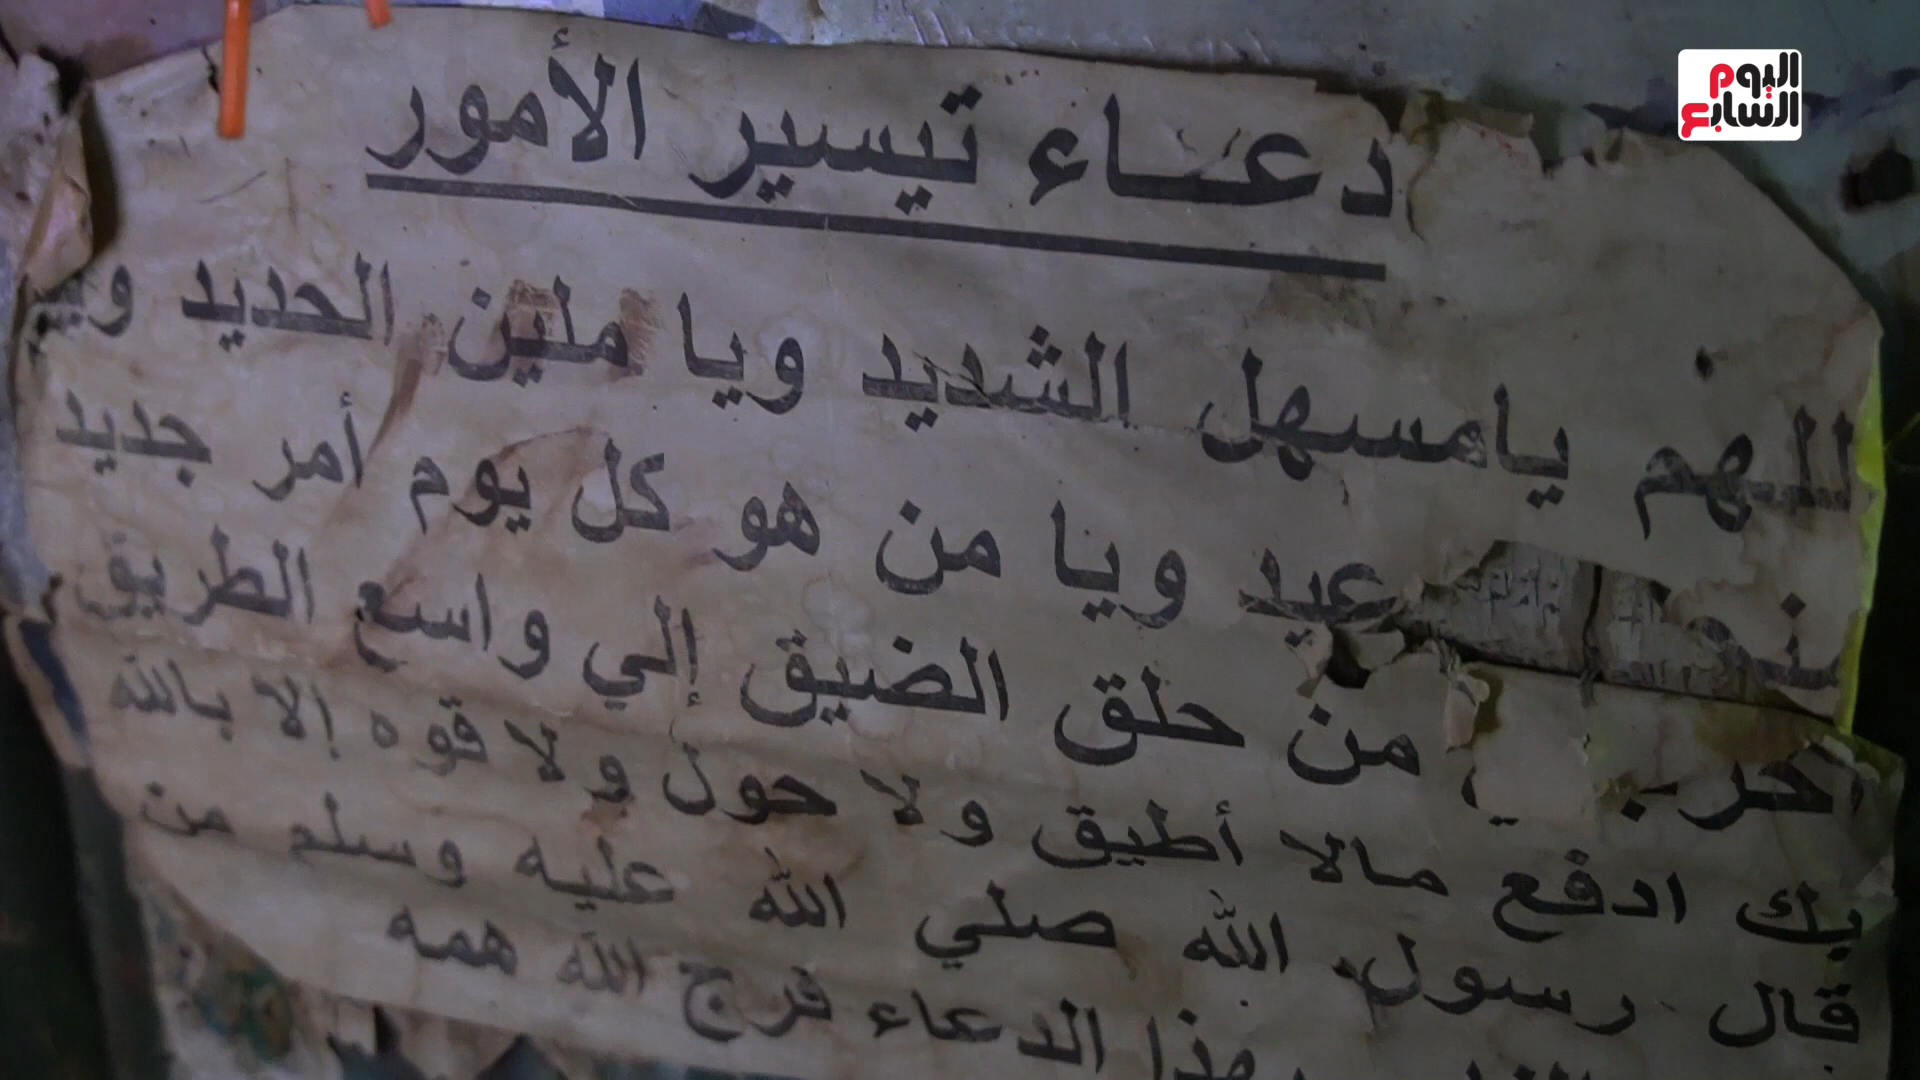 اليوم السابع
دعـــاء تيسير الأمور
اللهم يامسهل الشديد ويا ملين الحديد
عيد ويا من هو كل يوم أمر جديد
من حلق الضيق إلي واسع الطريق
بك ادفع مالا أطيق ولا حول ولا قوه إلا بالله
قال رسول الله صلي الله عليه وسلم من
هذا الدعاء فرج الله همه